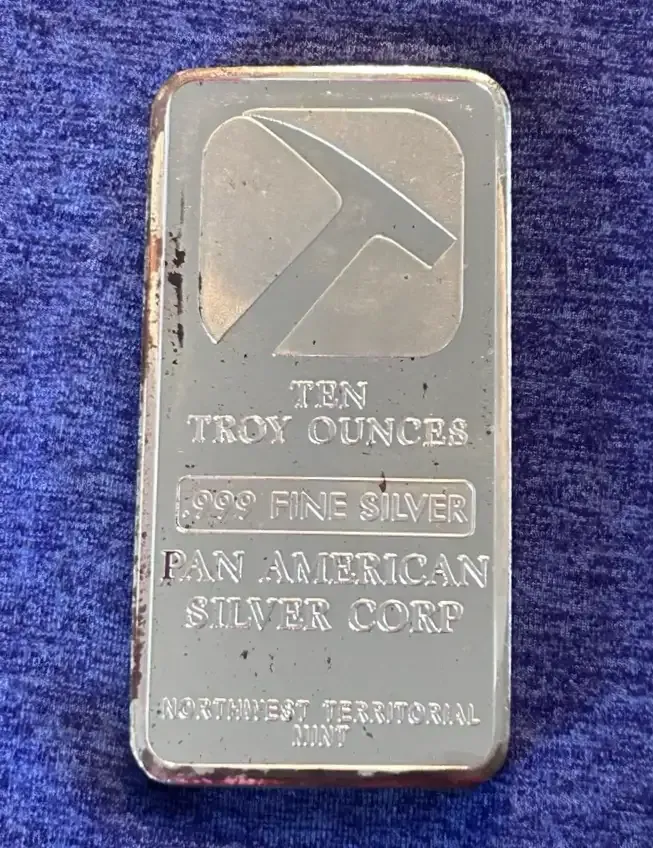 TEN
TROY OUNCES
.999 FINE SILVER
PAN AMERICAN
SILVER CORP
NORTHWEST TERRITORIAL
MINT